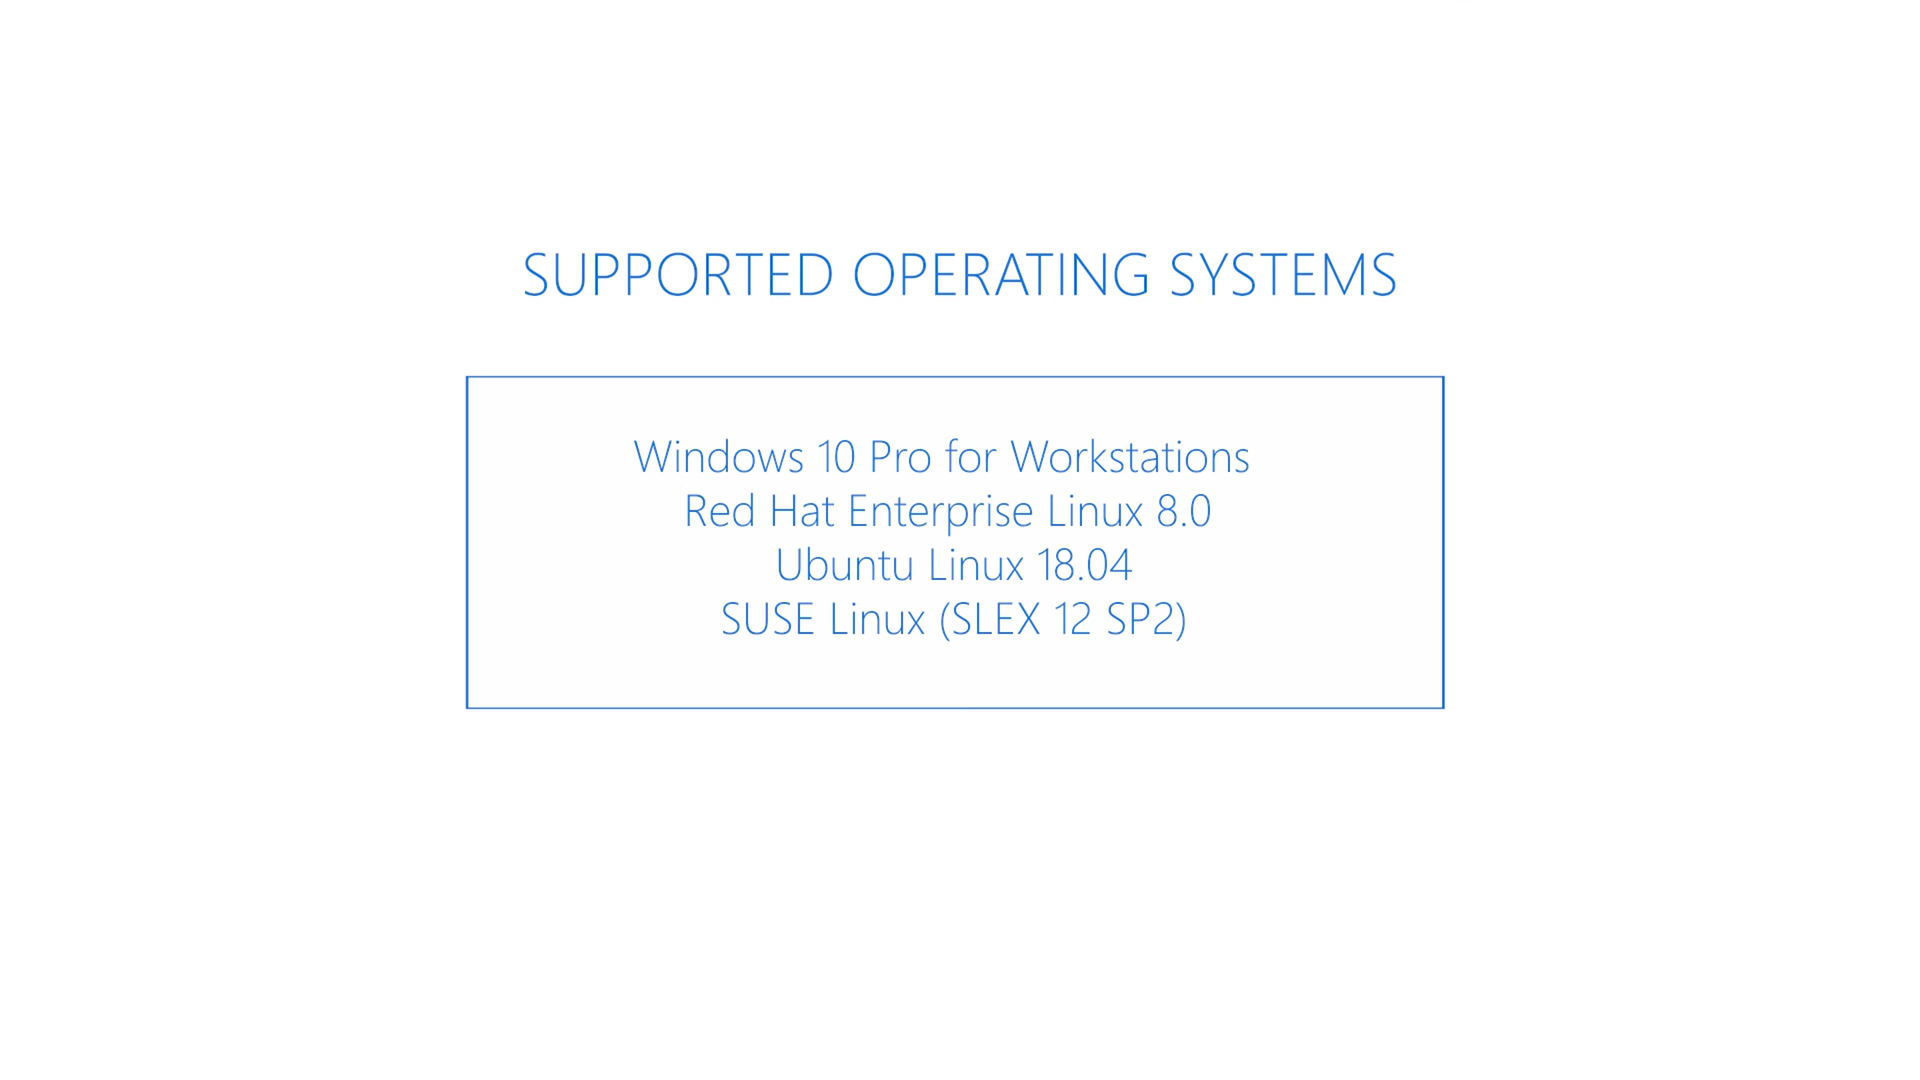 SUPPORTED OPERATING SYSTEMS
Windows 10 Pro for Workstations
Red Hat Enterprise Linux 8.0
Ubuntu Linux 18.04
SUSE Linux (SLEX 12 SP2)